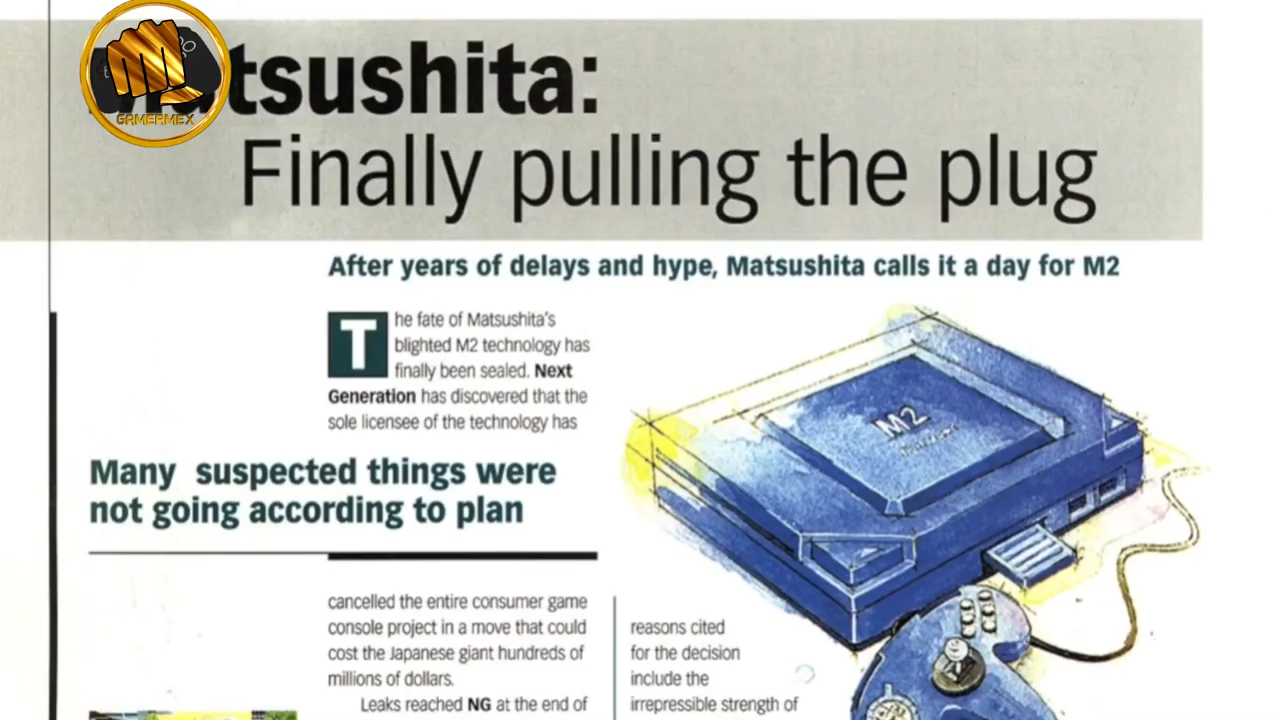 tsushita:
Finally pulling the plug
After years of delays and hype, Matsushita calls it a day for M2
The fate of Matsushita's
blighted M2 technology has
finally been sealed. Next
Generation has discovered that the
sole licensee of the technology has
Many suspected things were
not going according to plan
cancelled the entire consumer game
console project in a move that could
cost the Japanese giant hundreds of
millions of dollars.
Leaks reached NG at the end of
reasons cited
for the decision
include the
irrepressible strength of
M2
GAMERMEX